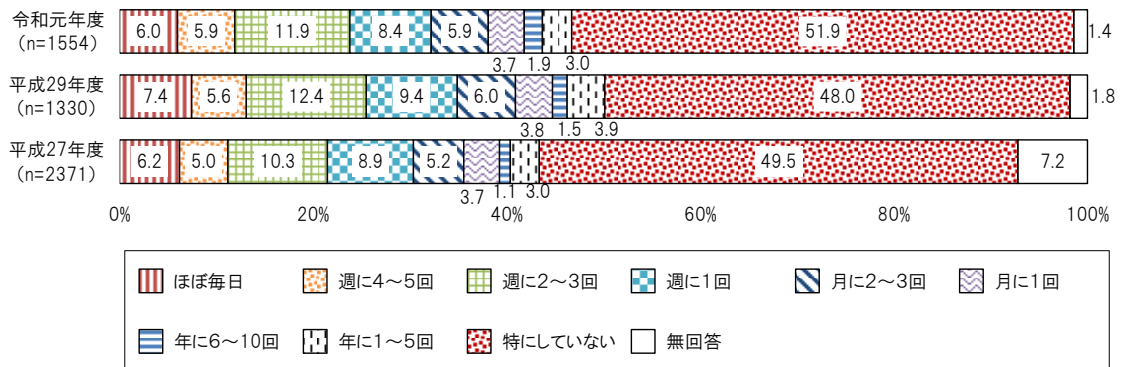 令和元年度
（n=1554）
6.0 5.9 11.9 8.4 5.9 51.9 1.4
3.7 1.9 3.0
平成29年度
（n=1330）
7.4 5.6 12.4 9.4 6.0 48.0 1.8
3.8 1.5 3.9
平成27年度
（n=2371）
6.2 5.0 10.3 8.9 5.2 49.5 7.2
3.7 1.1 3.0
0% 20% 40% 60% 80% 100%
ほぼ毎日 週に4～5回 週に2～3回 週に1回 月に2～3回 月に1回
年に6～10回 年に1～5回 特にしていない 無回答